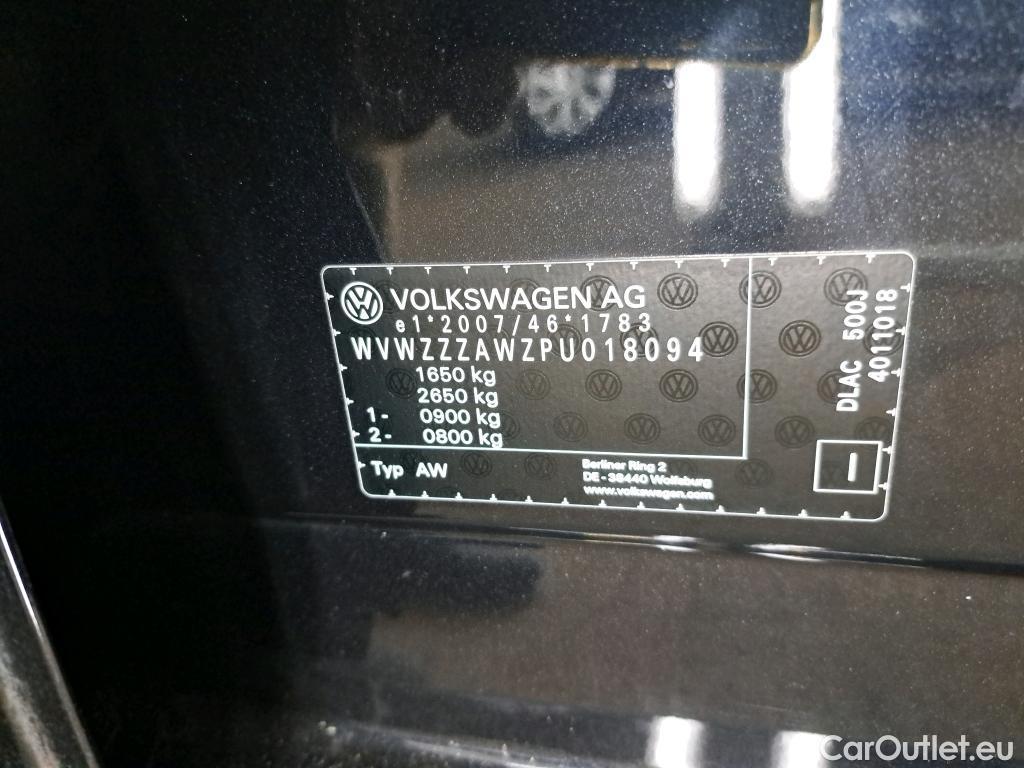 VOLKSWAGEN AG
e1*2007/46*1783
WVWZZZAWZPU018094
1650 kg
2650 kg
1- 0900 kg
2- 0800 kg
Typ AW
Berliner Ring 2
DE-38440 Wolfsburg
www.volkswagen.com
DLAC 500J
4011018
I
CarOutlet.eu